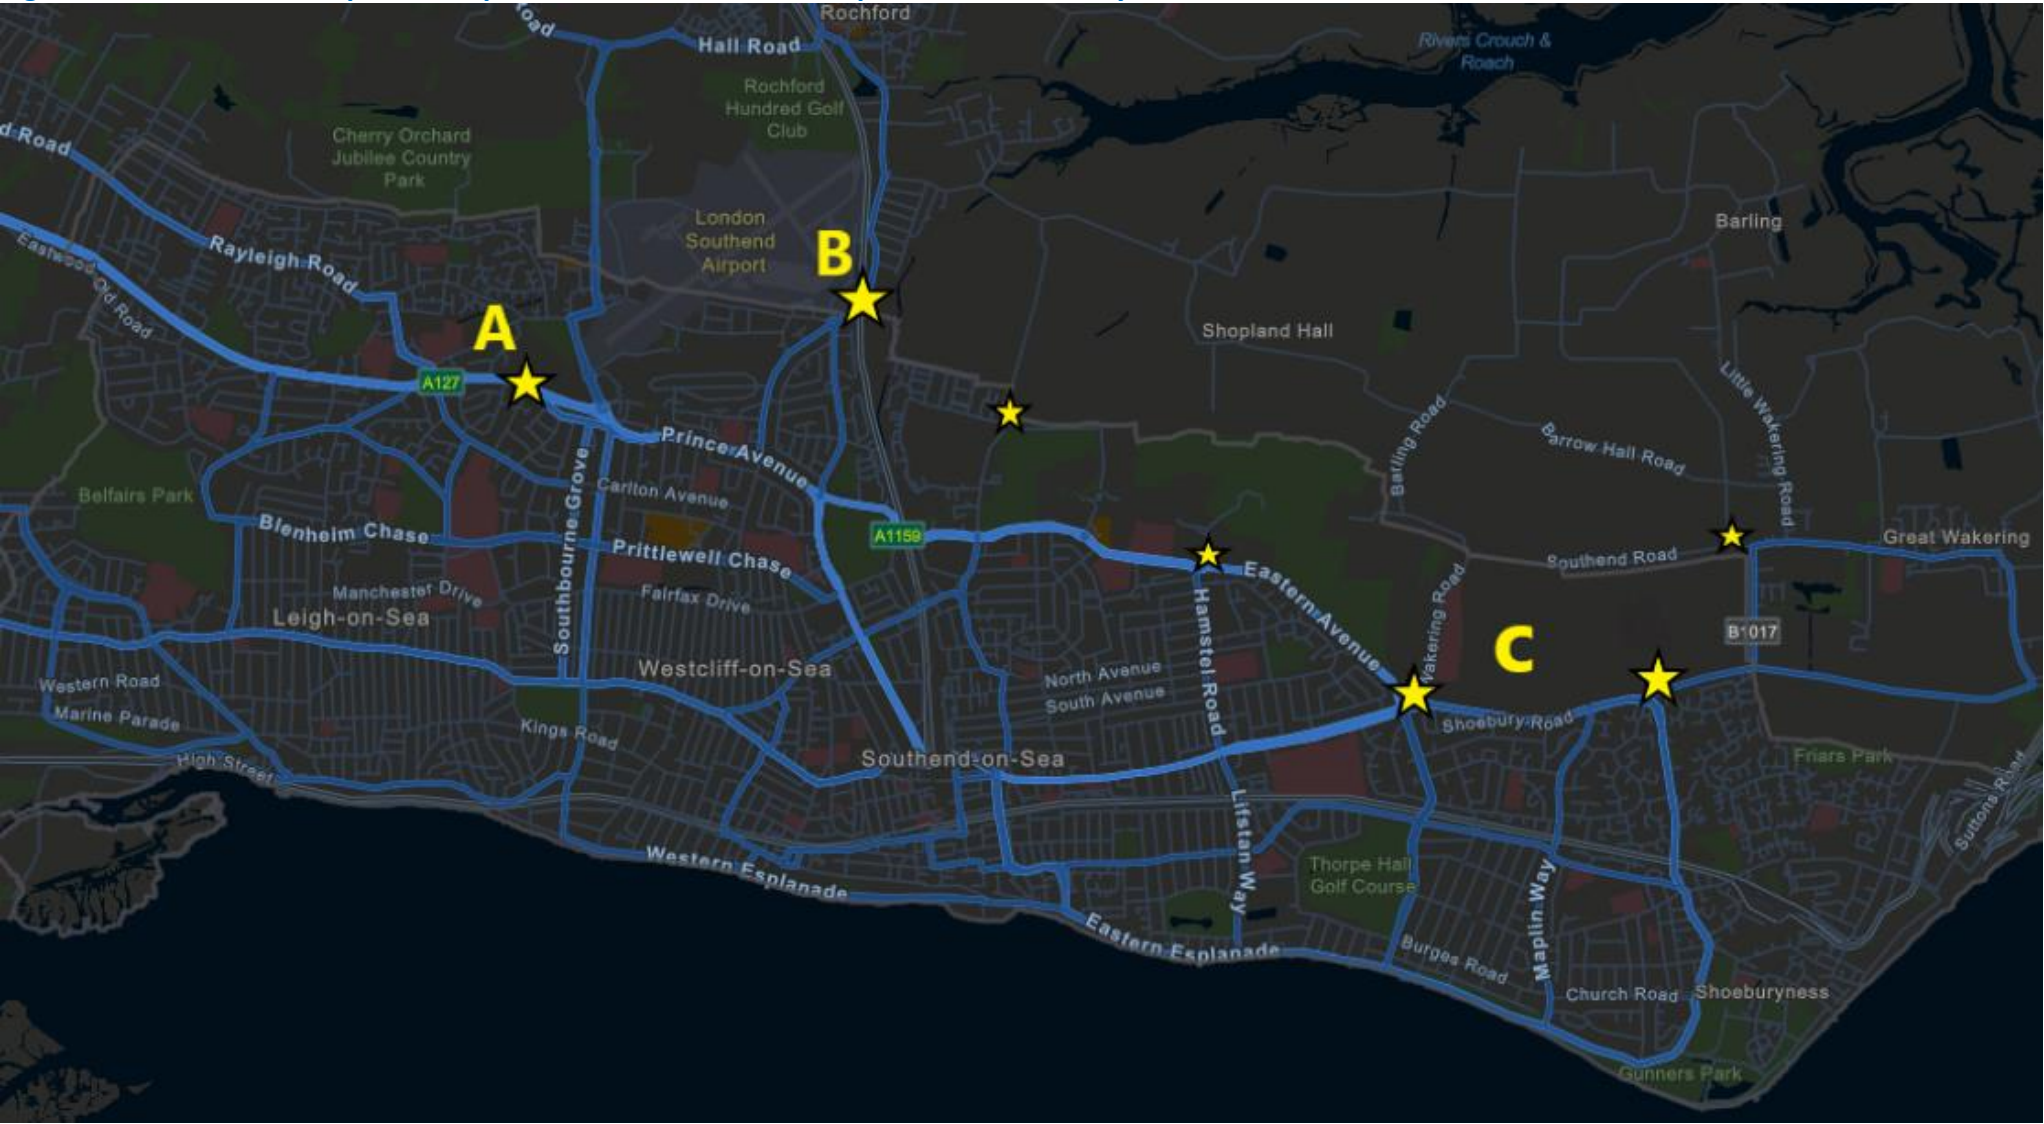 Road
Rochford
Hall Road
Rivers Crouch &
Roach
Rochford
Hundred Golf
Club
d Road
Cherry Orchard
Jubilee Country
Park
London
Southend
Airport
Barling
B
Rayleigh Road
Eastwood Old Road
A
Shopland Hall
A127
Little Wakering Road
Barling Road
Barrow Hall Road
Prince Avenue
Carlton Avenue
Belfairs Park
Southbourne Grove
Blenheim Chase
A1159
Prittlewell Chase
Great Wakering
Southend Road
Eastern Avenue
Manchester Drive
Fairfax Drive
Hamstel Road
Wakering Road
Leigh-on-Sea
B1017
C
Westcliff-on-Sea
North Avenue
South Avenue
Western Road
Marine Parade
Kings Road
Shoebury Road
High Street
Southend-on-Sea
Friars Park
Suttons Road
Lifstan Way
Western Esplanade
Thorpe Hall
Golf Course
Maplin Way
Eastern Esplanade
Burges Road
Church Road
Shoeburyness
Gunners Park